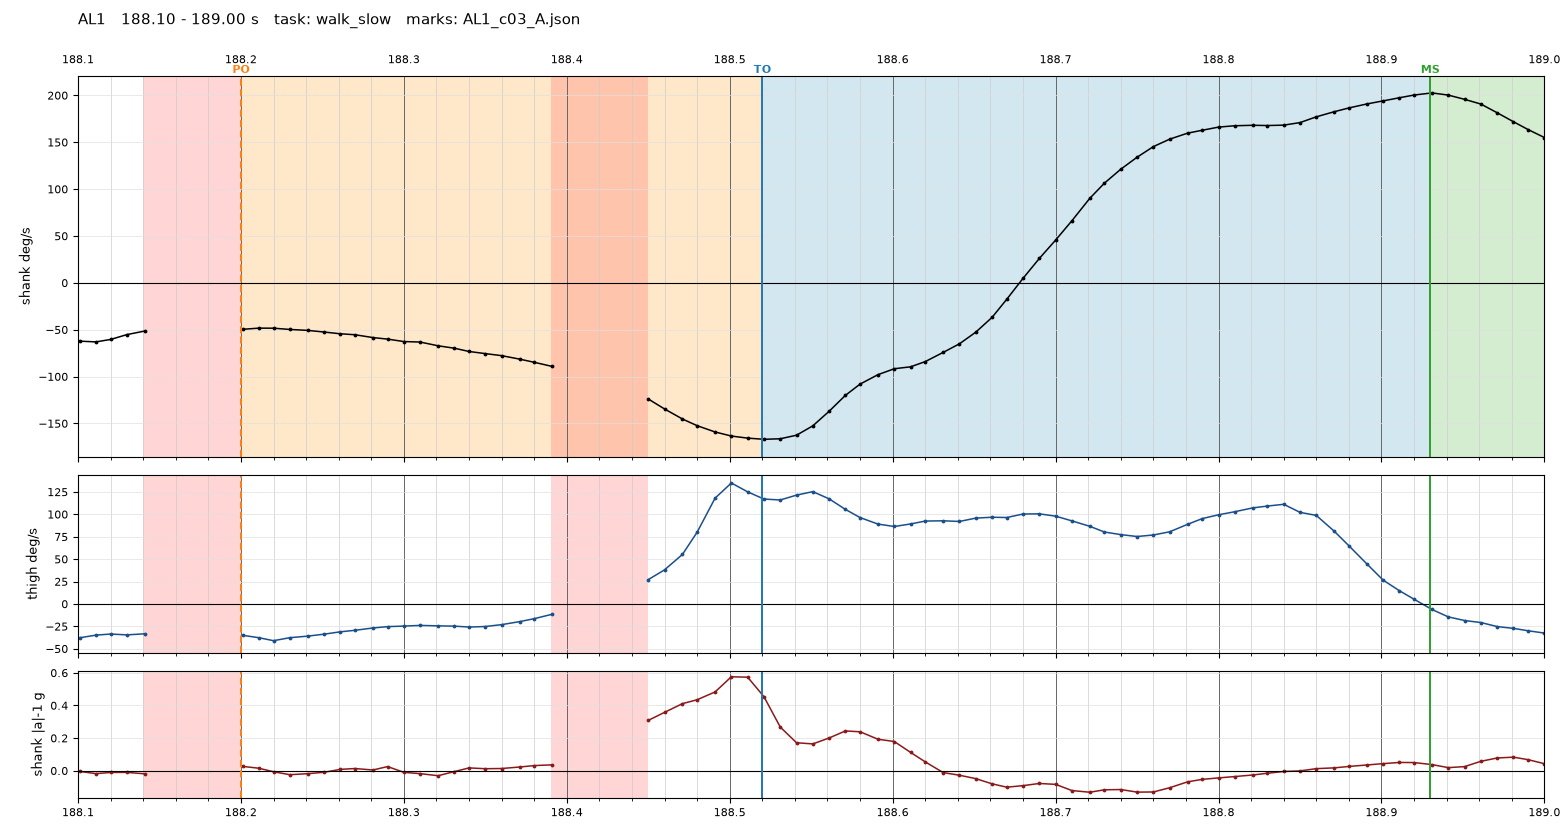 AL1   188.10 - 189.00 s   task: walk_slow   marks: AL1_c03_A.json
188.1 188.2 188.3 188.4 188.5 188.6 188.7 188.8 188.9 189.0
PO TO MS
200
150
100
50
0
−50
−100
−150
shank deg/s
125
100
75
50
25
0
−25
−50
thigh deg/s
0.6
0.4
0.2
0.0
shank |a|-1 g
188.1 188.2 188.3 188.4 188.5 188.6 188.7 188.8 188.9 189.0